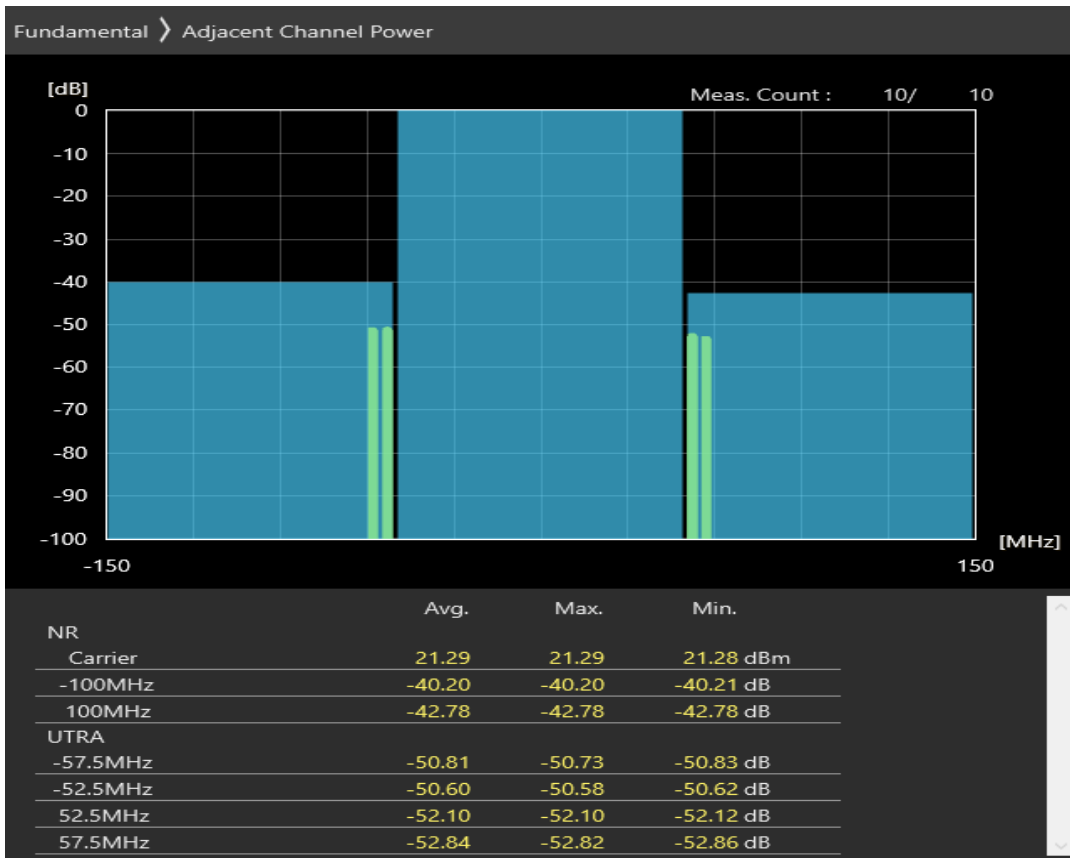 Fundamental 〉 Adjacent Channel Power
[dB]
Meas. Count : 10/ 10
0
-10
-20
-30
-40
-50
-60
-70
-80
-90
-100
[MHz]
-150 150
Avg. Max. Min.
NR
Carrier 21.29 21.29 21.28 dBm
-100MHz -40.20 -40.20 -40.21 dB
100MHz -42.78 -42.78 -42.78 dB
UTRA
-57.5MHz -50.81 -50.73 -50.83 dB
-52.5MHz -50.60 -50.58 -50.62 dB
52.5MHz -52.10 -52.10 -52.12 dB
57.5MHz -52.84 -52.82 -52.86 dB